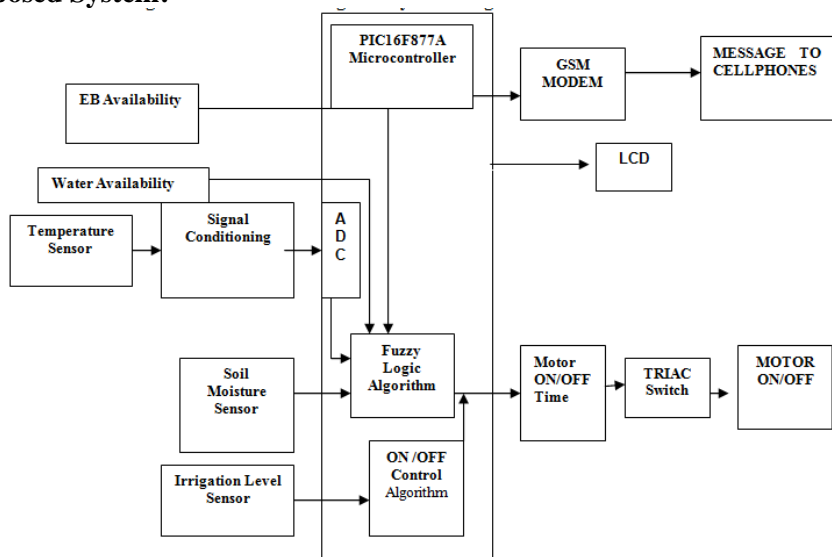 PIC16F877A
Microcontroller
GSM
MODEM
MESSAGE TO
CELLPHONES
EB Availability
LCD
Water Availability
Temperature
Sensor
Signal
Conditioning
A
D
C
Soil
Moisture
Sensor
Fuzzy
Logic
Algorithm
Motor
ON/OFF
Time
TRIAC
Switch
MOTOR
ON/OFF
Irrigation Level
Sensor
ON /OFF
Control
Algorithm